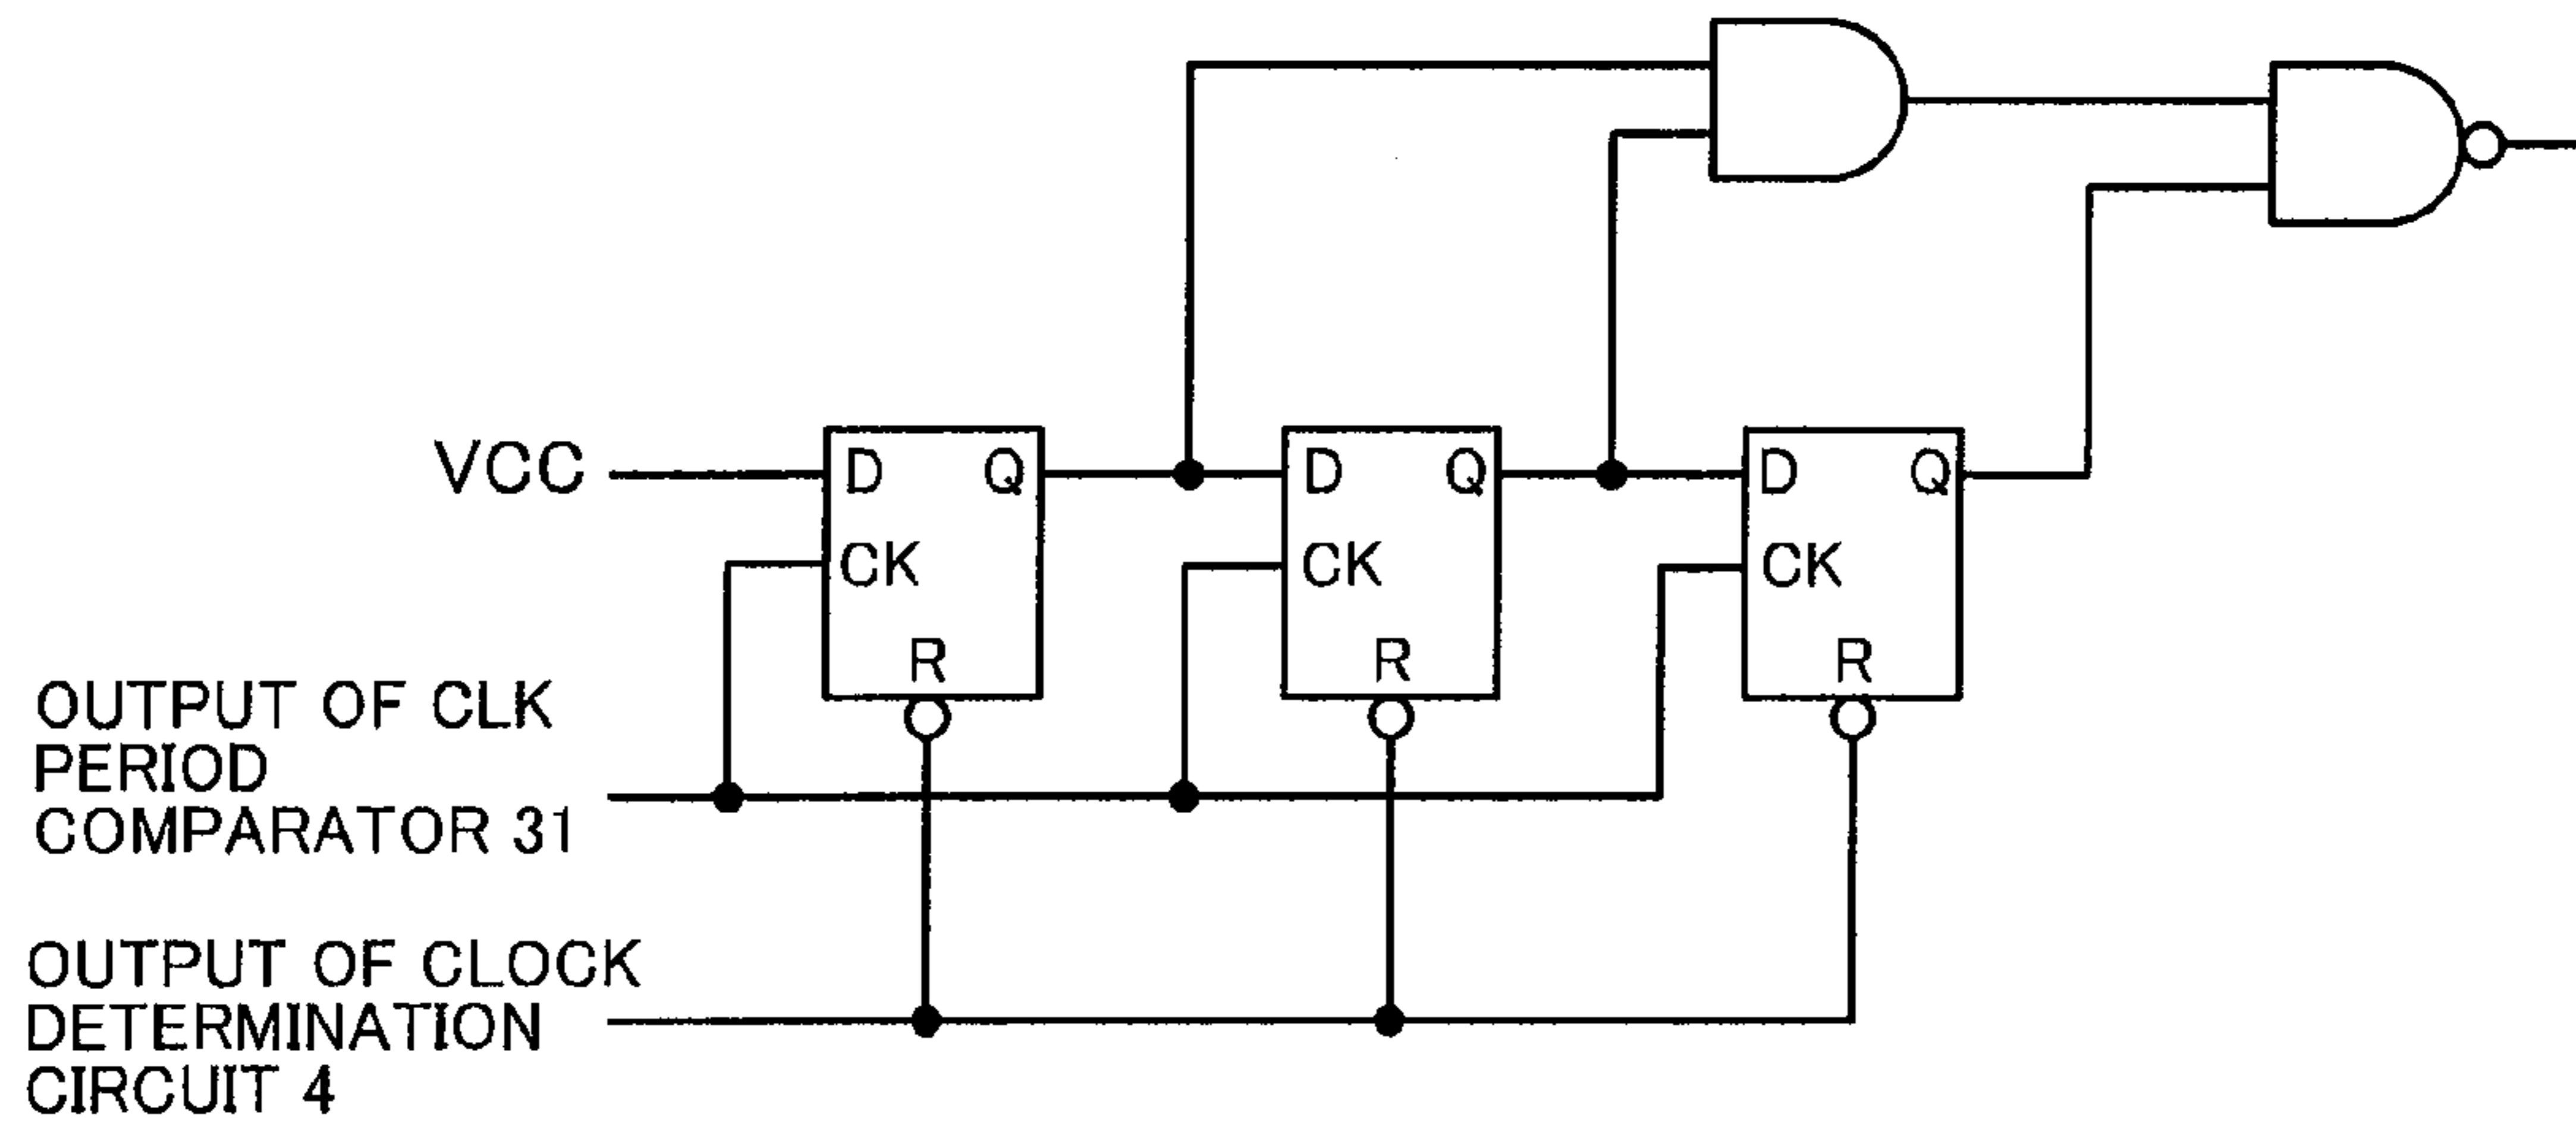 VCC
D Q
CK
R
D Q
CK
R
D Q
CK
R
OUTPUT OF CLK
PERIOD
COMPARATOR 31
OUTPUT OF CLOCK
DETERMINATION
CIRCUIT 4